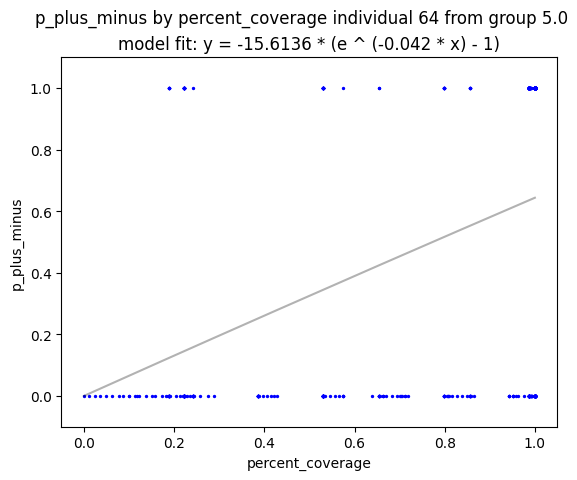 p_plus_minus by percent_coverage individual 64 from group 5.0
model fit: y = -15.6136 * (e ^ (-0.042 * x) - 1)
1.0
0.8
0.6
0.4
0.2
0.0
p_plus_minus
0.0 0.2 0.4 0.6 0.8 1.0
percent_coverage